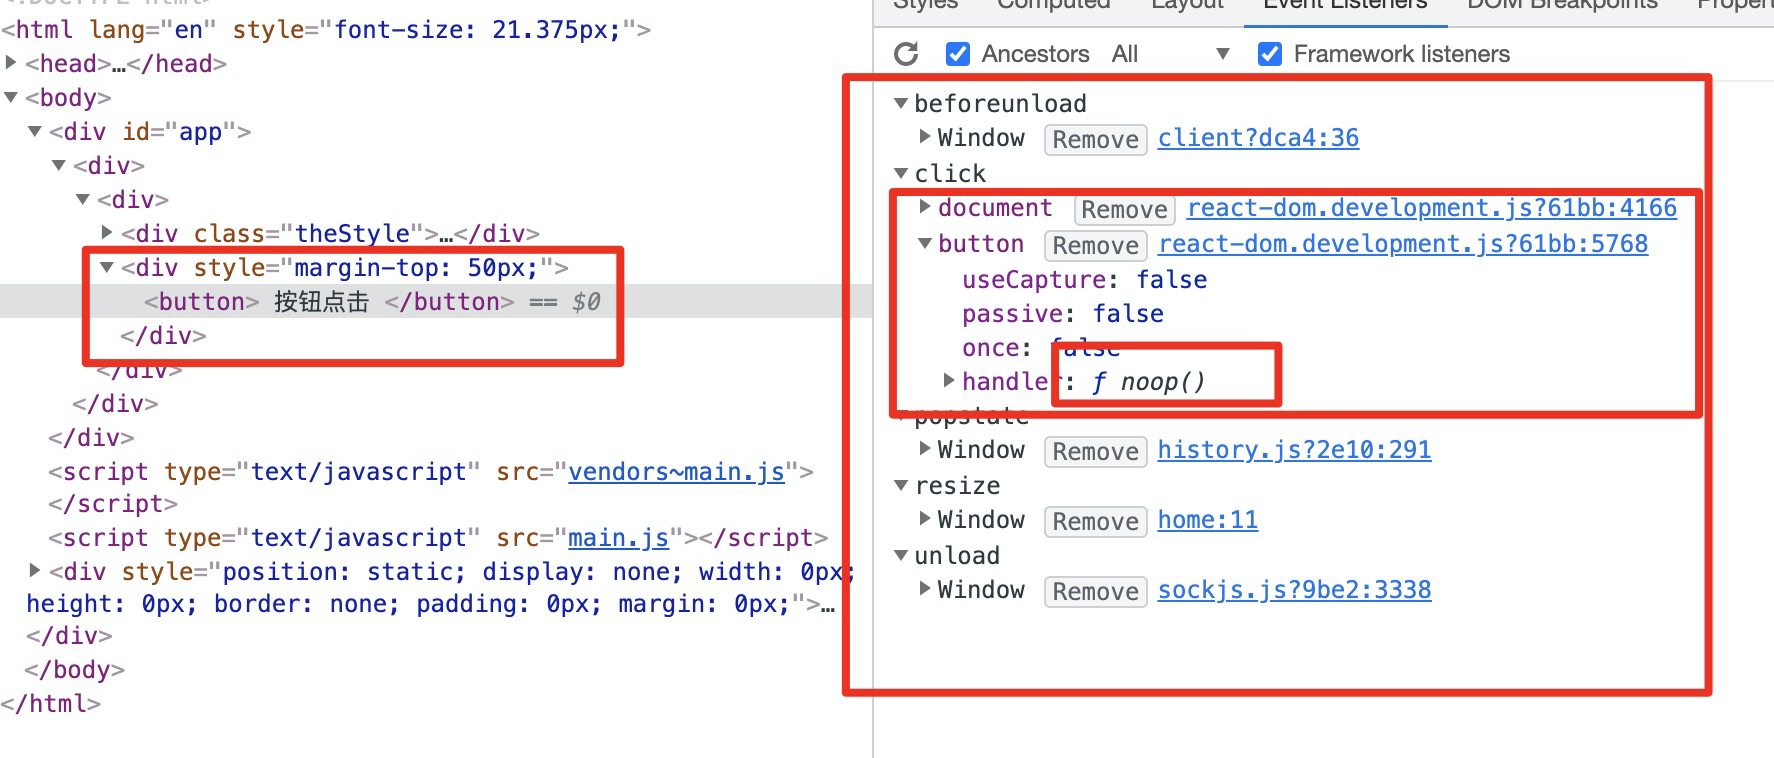 <!DOCTYPE html>
<html lang="en" style="font-size: 21.375px;">
<head>…</head>
<body>
<div id="app">
<div>
<div>
<div class="theStyle">…</div>
<div style="margin-top: 50px;">
<button> 按钮点击 </button> == $0
</div>
</div>
</div>
</div>
<script type="text/javascript" src="vendors~main.js">
</script>
<script type="text/javascript" src="main.js"></script>
<div style="position: static; display: none; width: 0px;
height: 0px; border: none; padding: 0px; margin: 0px;">…
</div>
</body>
</html>
Styles Computed Layout Event Listeners DOM Breakpoints
Ancestors All Framework listeners
beforeunload
Window Remove client?dca4:36
click
document Remove react-dom.development.js?61bb:4166
button Remove react-dom.development.js?61bb:5768
useCapture: false
passive: false
once: false
handler: ƒ noop()
popstate
Window Remove history.js?2e10:291
resize
Window Remove home:11
unload
Window Remove sockjs.js?9be2:3338